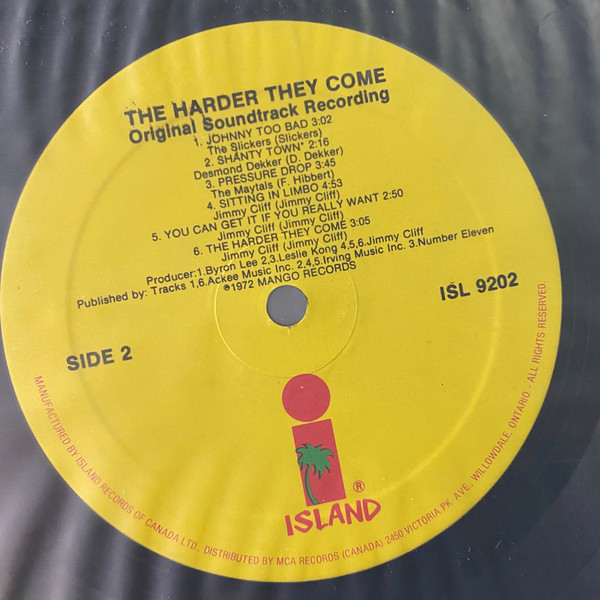 THE HARDER THEY COME
Original Soundtrack Recording
1. JOHNNY TOO BAD 3:02
The Slickers (Slickers)
2. SHANTY TOWN* 2:16
Desmond Dekker (D. Dekker)
3. PRESSURE DROP 3:45
The Maytals (F. Hibbert)
4. SITTING IN LIMBO 4:53
Jimmy Cliff (Jimmy Cliff)
5. YOU CAN GET IT IF YOU REALLY WANT 2:50
Jimmy Cliff (Jimmy Cliff)
6. THE HARDER THEY COME 3:05
Jimmy Cliff (Jimmy Cliff)
Producer:1.Byron Lee 2,3.Leslie Kong 4,5,6.Jimmy Cliff
Published by: Tracks 1,6.Ackee Music Inc. 2,4,5.Irving Music Inc. 3.Number Eleven
℗1972 MANGO RECORDS
SIDE 2
ISL 9202
®
ISLAND
MANUFACTURED BY ISLAND RECORDS OF CANADA LTD., DISTRIBUTED BY MCA RECORDS (CANADA) 2450 VICTORIA PK. AVE., WILLOWDALE, ONTARIO. - ALL RIGHTS RESERVED